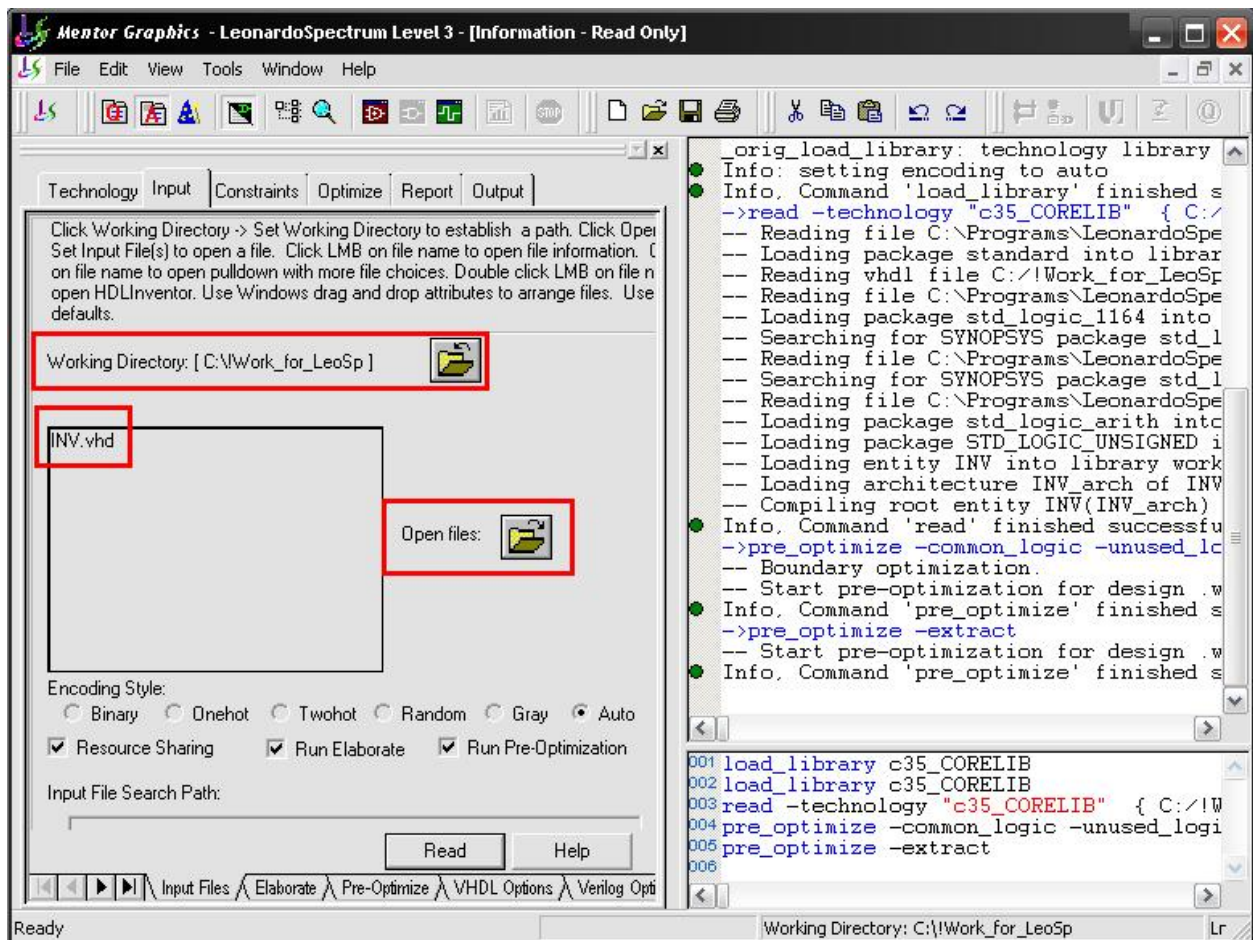 Mentor Graphics - LeonardoSpectrum Level 3 - [Information - Read Only]
File Edit View Tools Window Help
Technology Input Constraints Optimize Report Output
Click Working Directory -> Set Working Directory to establish a path. Click Open
Set Input File(s) to open a file. Click LMB on file name to open file information.
on file name to open pulldown with more file choices. Double click LMB on file n
open HDLInventor. Use Windows drag and drop attributes to arrange files. Use
defaults.
Working Directory: [ C:\!Work_for_LeoSp ]
INV.vhd
Open files:
Encoding Style:
Binary Onehot Twohot Random Gray Auto
Resource Sharing Run Elaborate Run Pre-Optimization
Input File Search Path:
Read Help
Input Files Elaborate Pre-Optimize VHDL Options Verilog Opti
_orig_load_library: technology library
Info: setting encoding to auto
Info, Command 'load_library' finished s
->read -technology "c35_CORELIB" { C:/
-- Reading file C:\Programs\LeonardoSpe
-- Loading package standard into librar
-- Reading vhdl file C:/!Work_for_LeoSp
-- Reading file C:\Programs\LeonardoSpe
-- Loading package std_logic_1164 into
-- Searching for SYNOPSYS package std_l
-- Reading file C:\Programs\LeonardoSpe
-- Searching for SYNOPSYS package std_l
-- Reading file C:\Programs\LeonardoSpe
-- Loading package std_logic_arith into
-- Loading package STD_LOGIC_UNSIGNED i
-- Loading entity INV into library work
-- Loading architecture INV_arch of INV
-- Compiling root entity INV(INV_arch)
Info, Command 'read' finished successfu
->pre_optimize -common_logic -unused_lo
-- Boundary optimization.
-- Start pre-optimization for design .w
Info, Command 'pre_optimize' finished s
->pre_optimize -extract
-- Start pre-optimization for design .w
Info, Command 'pre_optimize' finished s
001 load_library c35_CORELIB
002 load_library c35_CORELIB
003 read -technology "c35_CORELIB" { C:/!W
004 pre_optimize -common_logic -unused_logi
005 pre_optimize -extract
006
Ready Working Directory: C:\!Work_for_LeoSp Lr